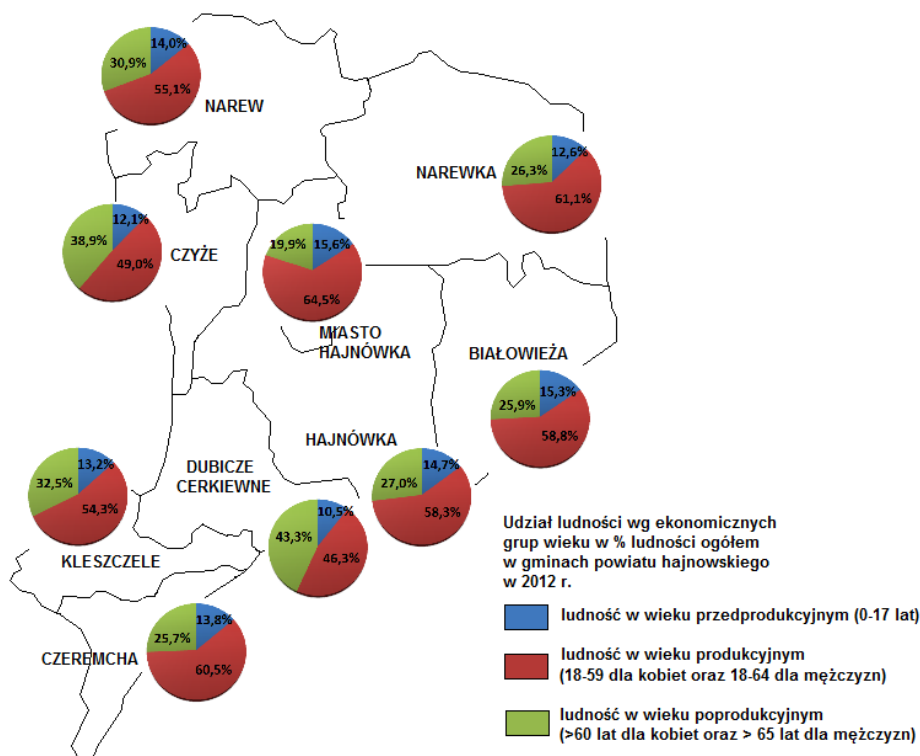 14,0%
30,9%
55,1%
NAREW
12,6%
26,3%
61,1%
NAREWKA
12,1%
38,9%
49,0%
CZYŻE
19,9%
15,6%
64,5%
MIASTO
HAJNÓWKA
BIAŁOWIEŻA
15,3%
25,9%
58,8%
HAJNÓWKA
14,7%
27,0%
58,3%
DUBICZE
CERKIEWNE
10,5%
43,3%
46,3%
13,2%
32,5%
54,3%
KLESZCZELE
13,8%
25,7%
60,5%
CZEREMCHA
Udział ludności wg ekonomicznych
grup wieku w % ludności ogółem
w gminach powiatu hajnowskiego
w 2012 r.
ludność w wieku przedprodukcyjnym (0-17 lat)
ludność w wieku produkcyjnym
(18-59 dla kobiet oraz 18-64 dla mężczyzn)
ludność w wieku poprodukcyjnym
(>60 lat dla kobiet oraz > 65 lat dla mężczyzn)